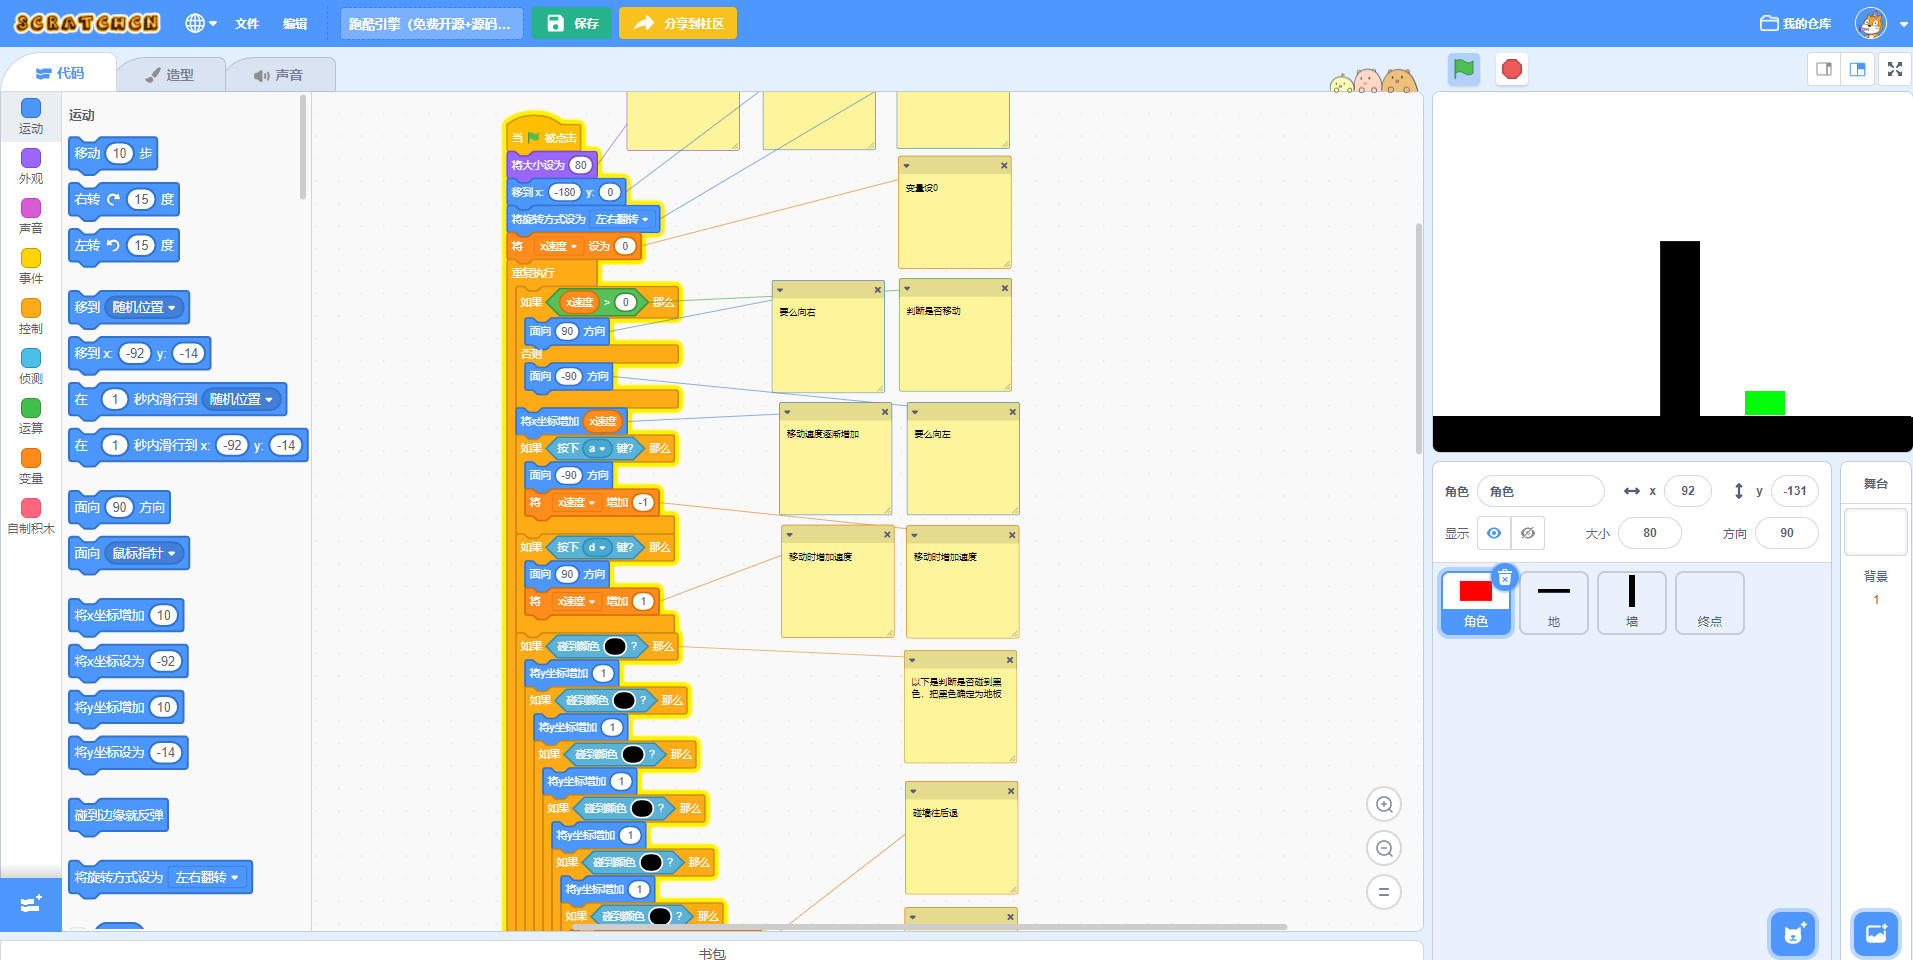 SCRATCHCN
文件
编辑
跑酷引擎（免费开源+源码...
保存
分享到社区
我的仓库
代码
造型
声音
运动
外观
声音
事件
控制
侦测
运算
变量
自制积木
运动
移动 10 步
右转 15 度
左转 15 度
移到 随机位置
移到 x: -92 y: -14
在 1 秒内滑行到 随机位置
在 1 秒内滑行到 x: -92 y: -14
面向 90 方向
面向 鼠标指针
将x坐标增加 10
将x坐标设为 -92
将y坐标增加 10
将y坐标设为 -14
碰到边缘就反弹
将旋转方式设为 左右翻转
当 被点击
将大小设为 80
移到 x: -180 y: 0
将旋转方式设为 左右翻转
将 x速度 设为 0
重复执行
如果 x速度 > 0 那么
面向 90 方向
否则
面向 -90 方向
将x坐标增加 x速度
如果 按下 a 键? 那么
面向 -90 方向
将 x速度 增加 -1
如果 按下 d 键? 那么
面向 90 方向
将 x速度 增加 1
如果 碰到颜色 ? 那么
将y坐标增加 1
如果 碰到颜色 ? 那么
将y坐标增加 1
如果 碰到颜色 ? 那么
将y坐标增加 1
如果 碰到颜色 ? 那么
将y坐标增加 1
如果 碰到颜色 ? 那么
将y坐标增加 1
如果 碰到颜色 ? 那么
变量设0
要么向右
判断是否移动
移动速度逐渐增加
要么向左
移动时增加速度
移动时增加速度
以下是判断是否碰到黑
色，把黑色确定为地板
碰墙往后退
角色 角色 x 92 y -131
显示 大小 80 方向 90
角色
地
墙
终点
舞台
背景
1
书包